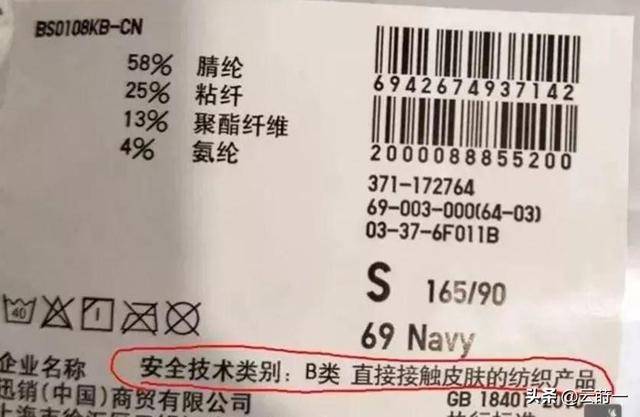 BS0108KB-CN
58% 腈纶
25% 粘纤
13% 聚酯纤维
4% 氨纶
6942674937142
2000088855200
371-172764
69-003-000(64-03)
03-37-6F011B
S 165/90
69 Navy
40
企业名称
安全技术类别: B类 直接接触皮肤的纺织产品
迅销(中国)商贸有限公司
GB 18401
头条@云蔚一